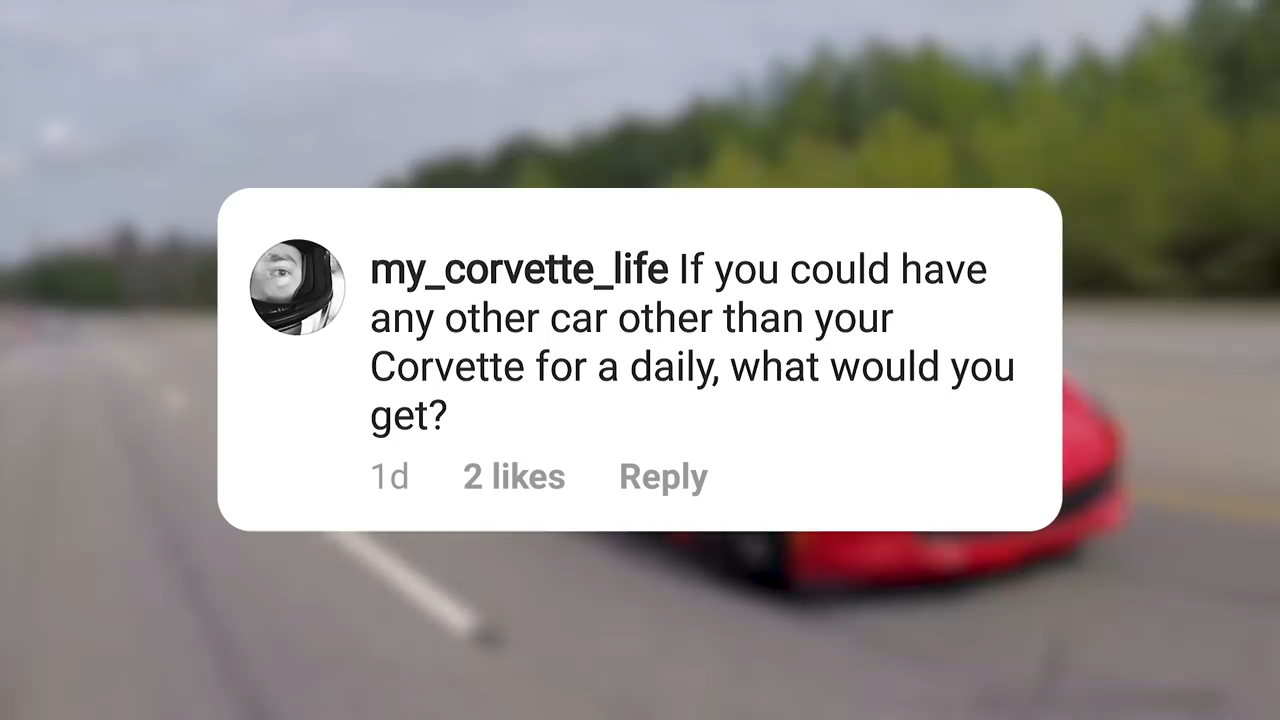 my_corvette_life If you could have
any other car other than your
Corvette for a daily, what would you
get?
1d 2 likes Reply